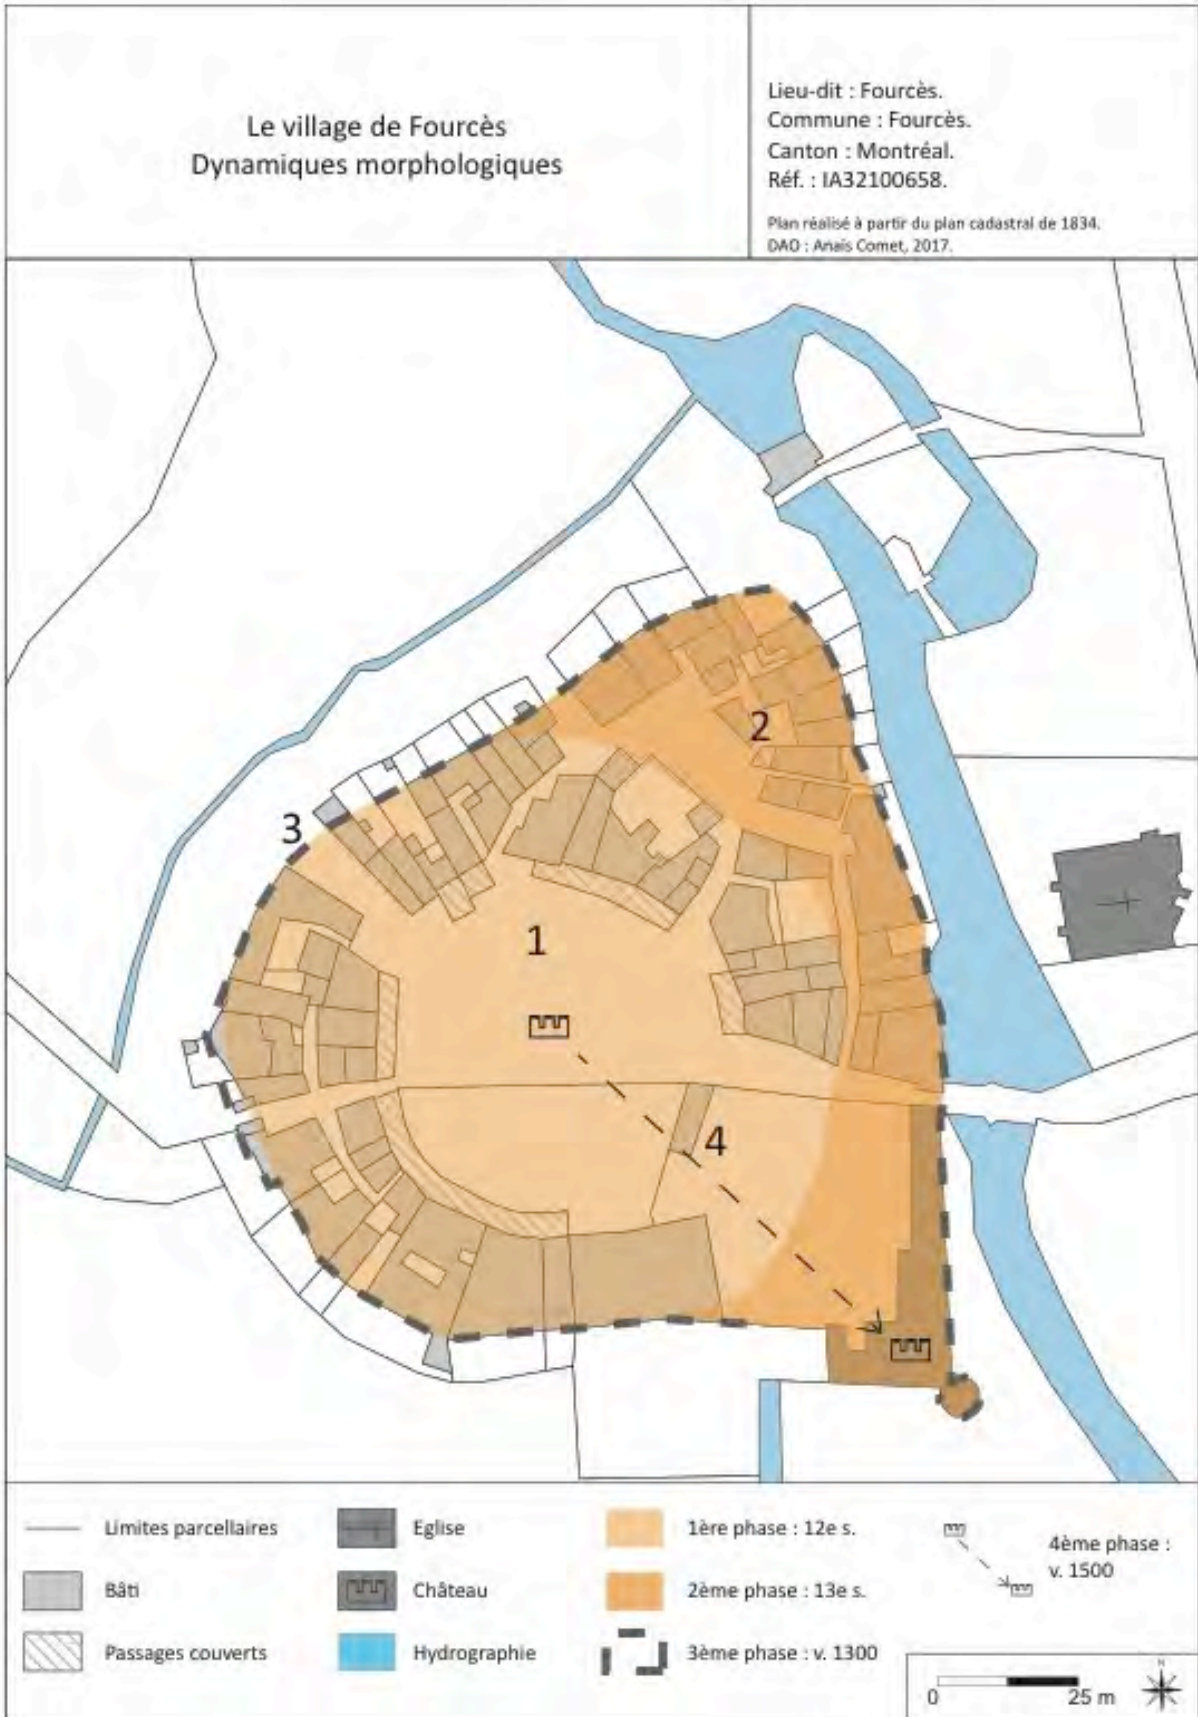 Le village de Fourcès
Dynamiques morphologiques
Lieu-dit : Fourcès.
Commune : Fourcès.
Canton : Montréal.
Réf. : IA32100658.
Plan réalisé à partir du plan cadastral de 1834.
DAO : Anaïs Comet, 2017.
2
3
1
4
Limites parcellaires
Bâti
Passages couverts
Eglise
Château
Hydrographie
1ère phase : 12e s.
2ème phase : 13e s.
3ème phase : v. 1300
4ème phase :
v. 1500
N
0 25 m